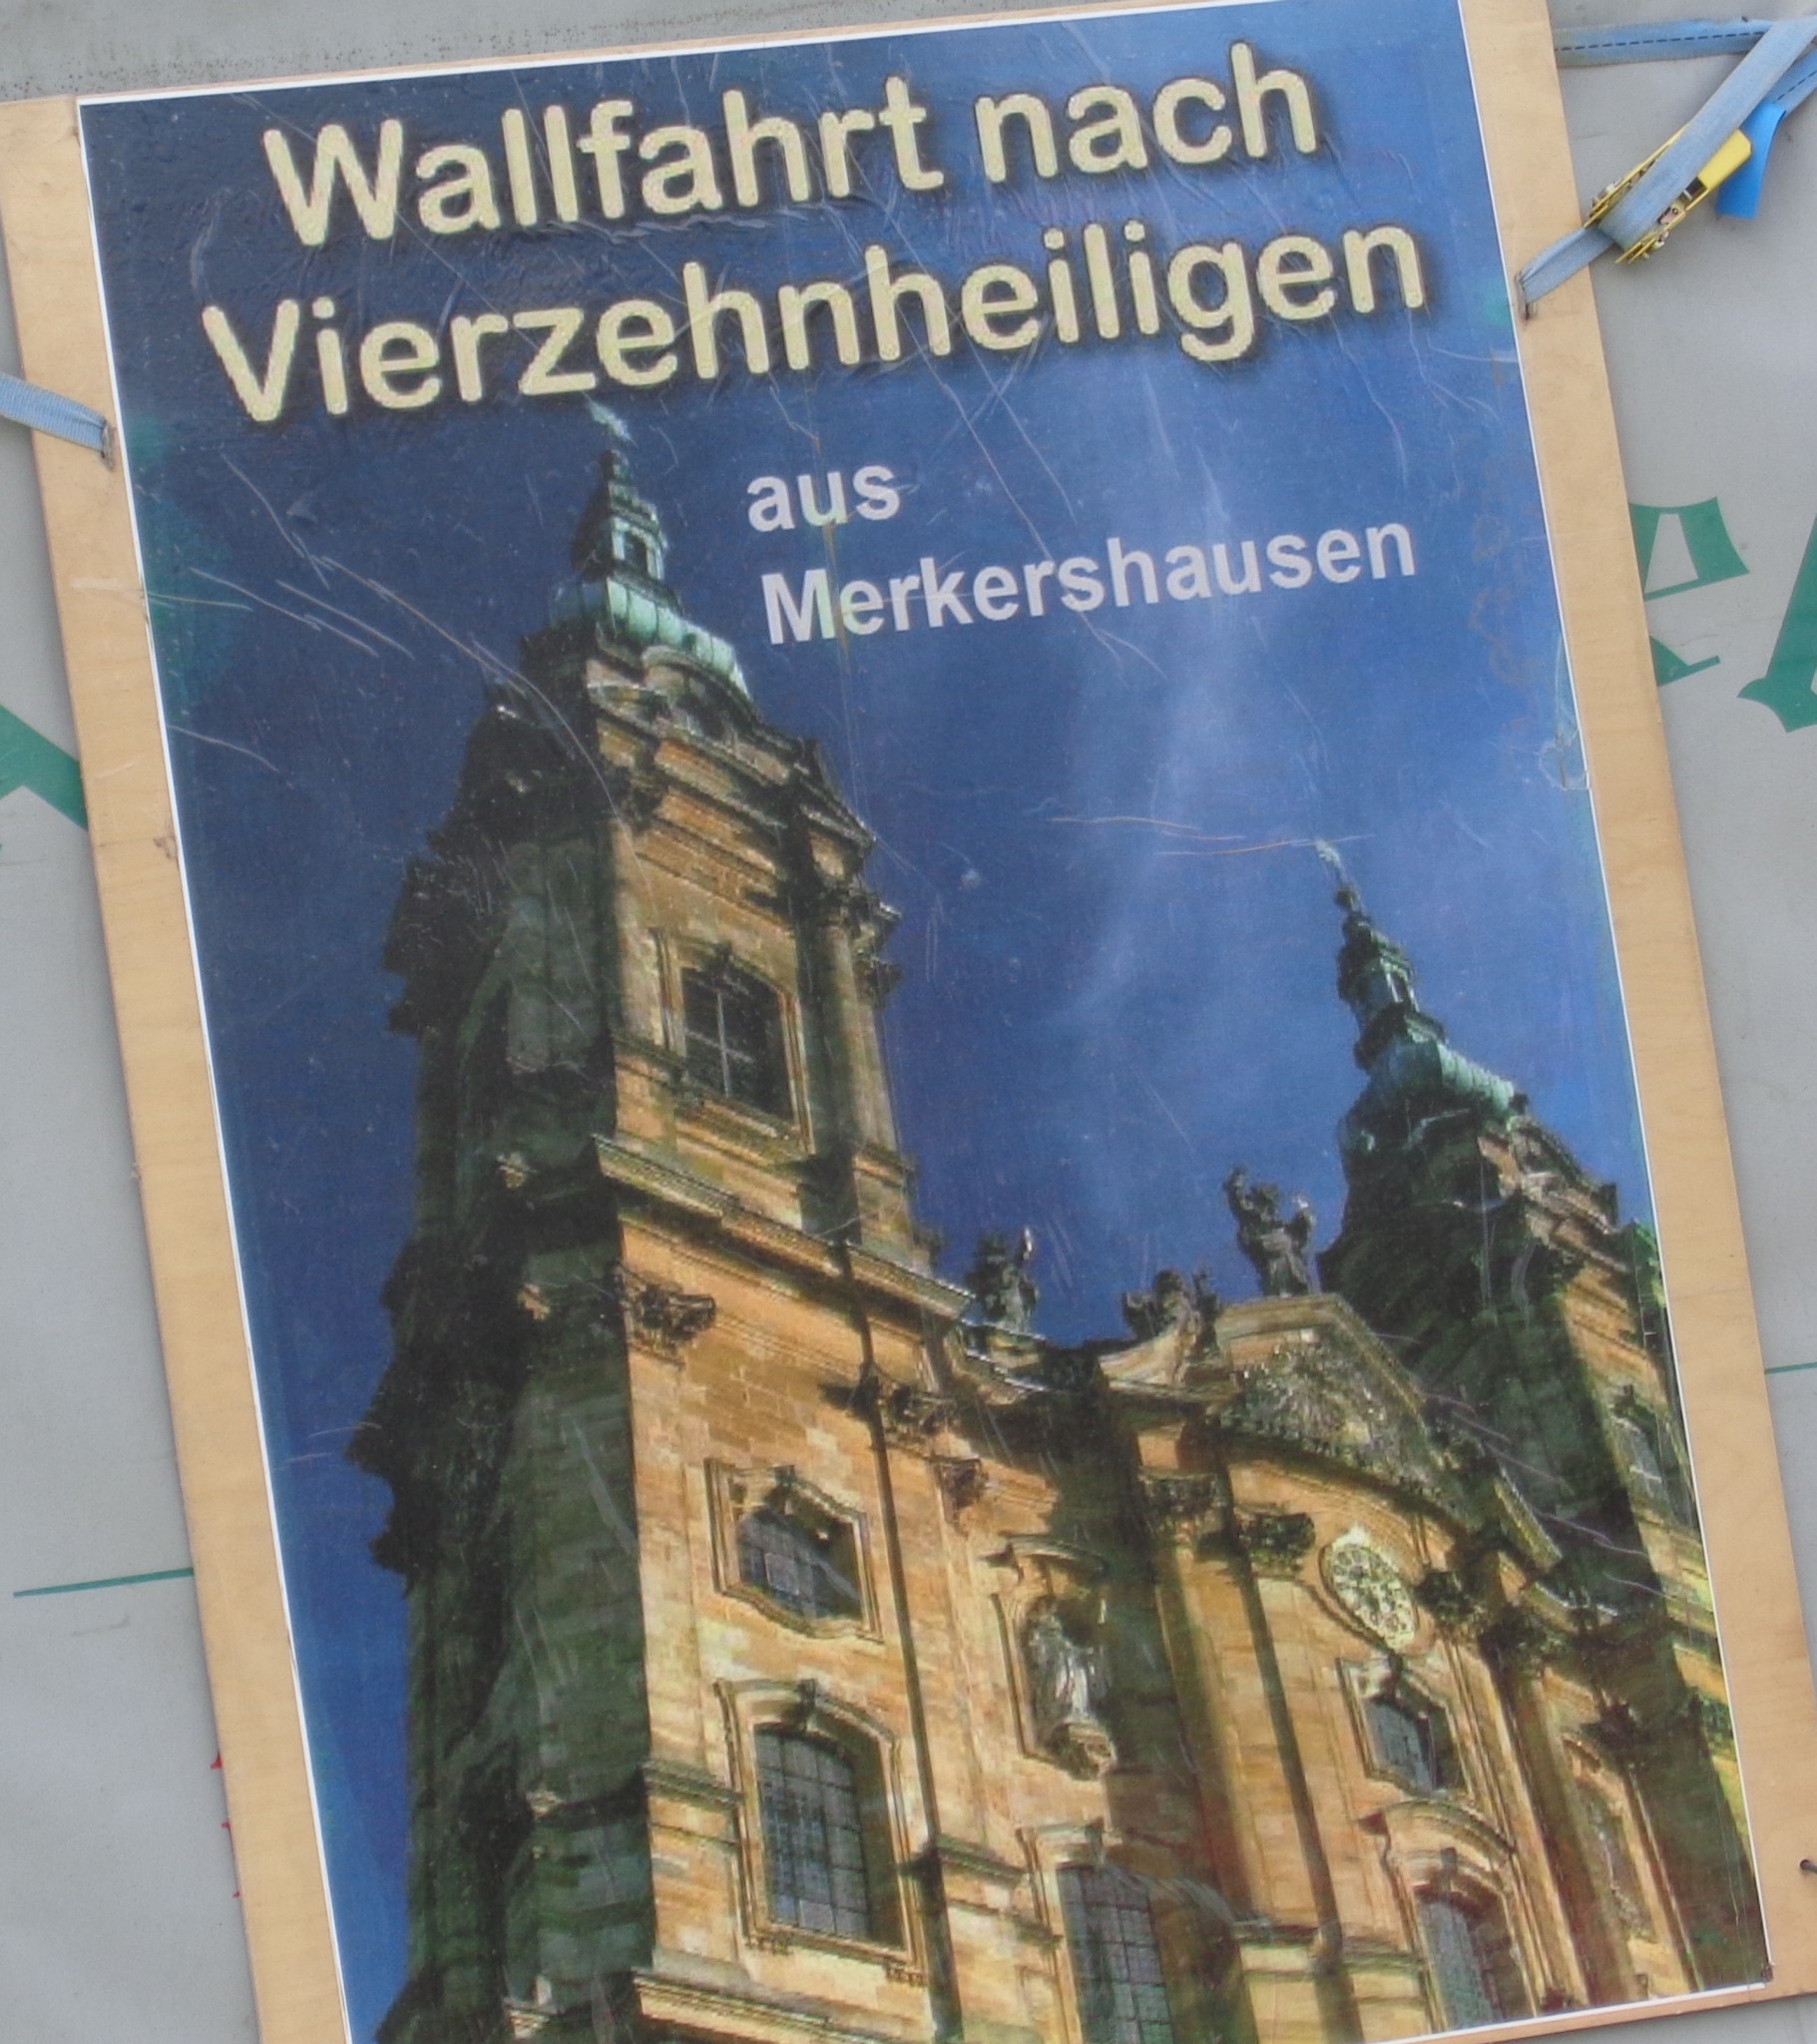 Wallfahrt nach
Vierzehnheiligen
aus
Merkershausen